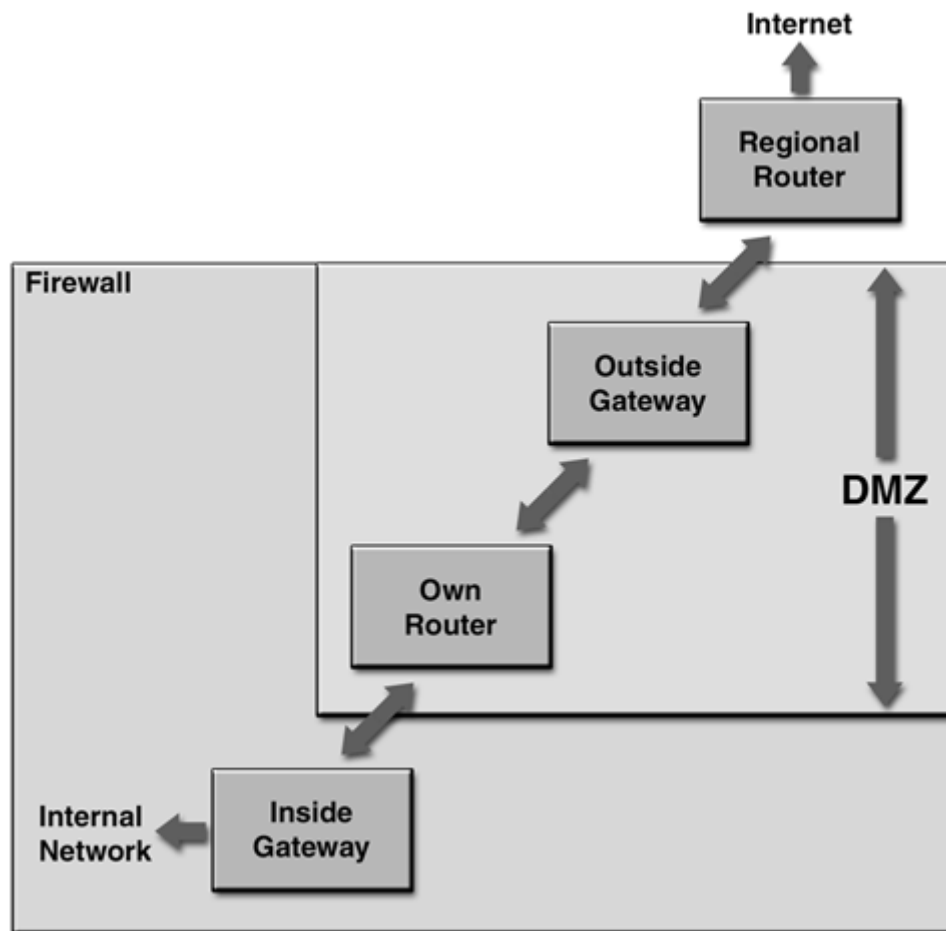 Internet
Regional
Router
Firewall
Outside
Gateway
DMZ
Own
Router
Inside
Gateway
Internal
Network